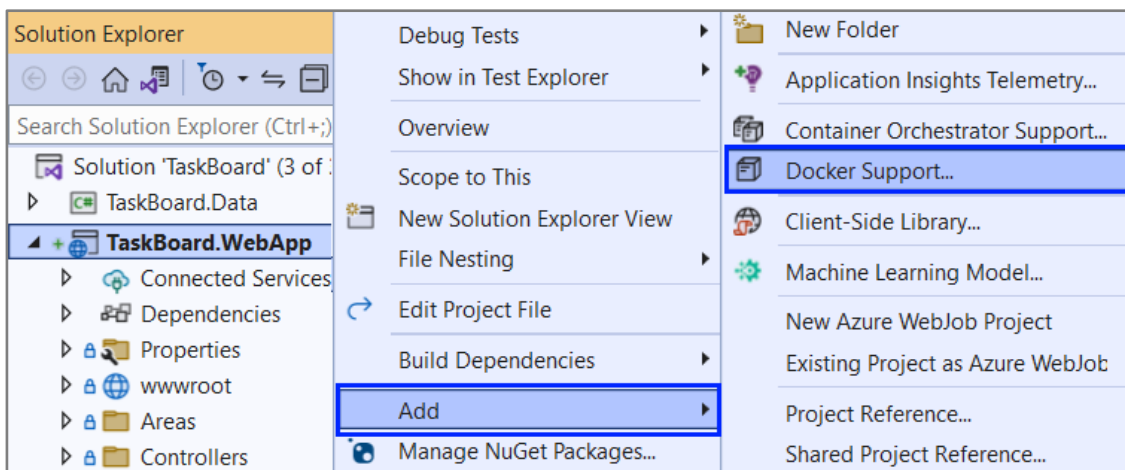 Solution Explorer
Search Solution Explorer (Ctrl+;)
Solution 'TaskBoard' (3 of
C# TaskBoard.Data
TaskBoard.WebApp
Connected Services
Dependencies
Properties
wwwroot
Areas
Controllers
Debug Tests
Show in Test Explorer
Overview
Scope to This
New Solution Explorer View
File Nesting
Edit Project File
Build Dependencies
Add
Manage NuGet Packages...
New Folder
Application Insights Telemetry...
Container Orchestrator Support...
Docker Support...
Client-Side Library...
Machine Learning Model...
New Azure WebJob Project
Existing Project as Azure WebJob
Project Reference...
Shared Project Reference...